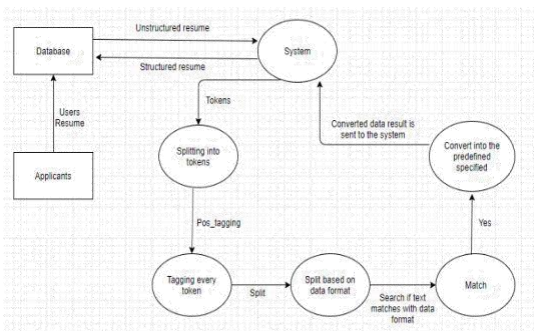 Unstructured resume
Database
System
Structured resume
Users
Resume
Tokens
Converted data result is
sent to the system
Splitting into
tokens
Convert into the
predefined
specified
Applicants
Pos_tagging
Yes
Tagging every
token
Split
Split based on
data format
Search if text
matches with data
format
Match